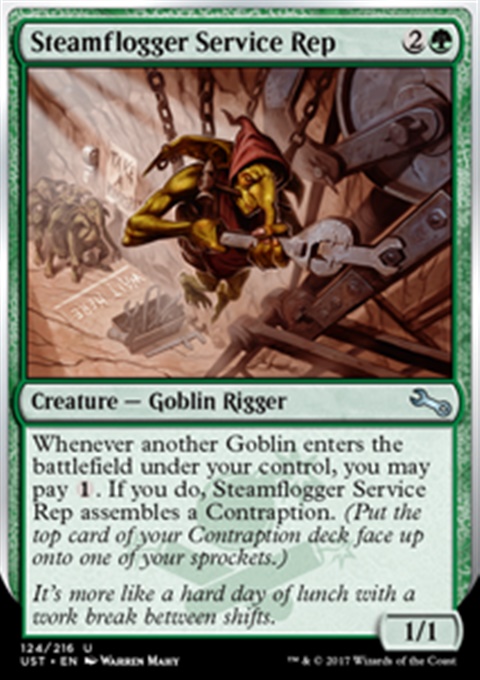 Steamflogger Service Rep 2
Creature — Goblin Rigger
Whenever another Goblin enters the
battlefield under your control, you may
pay 1. If you do, Steamflogger Service
Rep assembles a Contraption. (Put the
top card of your Contraption deck face up
onto one of your sprockets.)
It's more like a hard day of lunch with a
work break between shifts.
1/1
124/216 U
UST • EN Warren Mahy
™ & © 2017 Wizards of the Coast